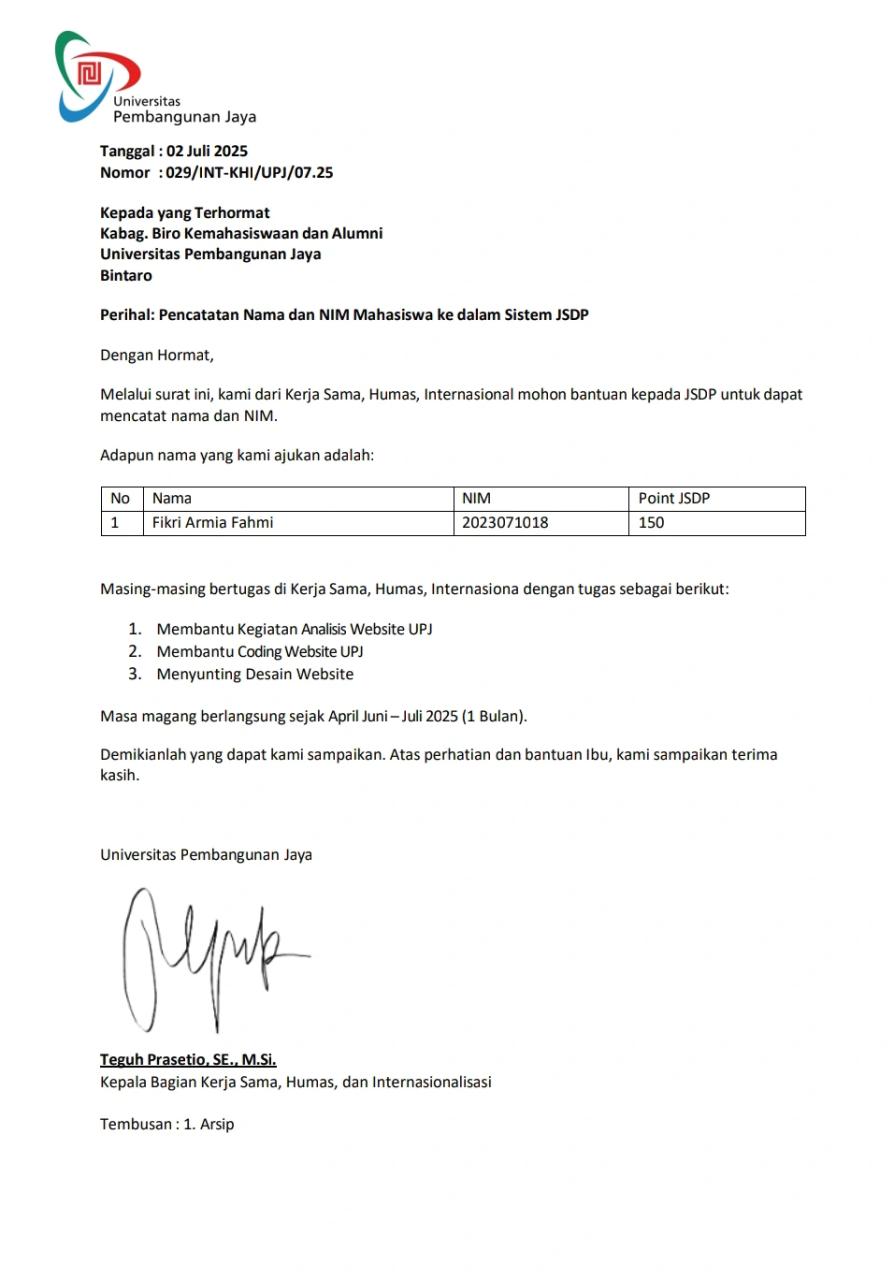 Universitas
Pembangunan Jaya
Tanggal : 02 Juli 2025
Nomor : 029/INT-KHI/UPJ/07.25
Kepada yang Terhormat
Kabag. Biro Kemahasiswaan dan Alumni
Universitas Pembangunan Jaya
Bintaro
Perihal: Pencatatan Nama dan NIM Mahasiswa ke dalam Sistem JSDP
Dengan Hormat,
Melalui surat ini, kami dari Kerja Sama, Humas, Internasional mohon bantuan kepada JSDP untuk dapat
mencatat nama dan NIM.
Adapun nama yang kami ajukan adalah:
No Nama NIM Point JSDP
1 Fikri Armia Fahmi 2023071018 150
Masing-masing bertugas di Kerja Sama, Humas, Internasiona dengan tugas sebagai berikut:
1. Membantu Kegiatan Analisis Website UPJ
2. Membantu Coding Website UPJ
3. Menyunting Desain Website
Masa magang berlangsung sejak April Juni – Juli 2025 (1 Bulan).
Demikianlah yang dapat kami sampaikan. Atas perhatian dan bantuan Ibu, kami sampaikan terima
kasih.
Universitas Pembangunan Jaya
Teguh Prasetio, SE., M.Si.
Kepala Bagian Kerja Sama, Humas, dan Internasionalisasi
Tembusan : 1. Arsip